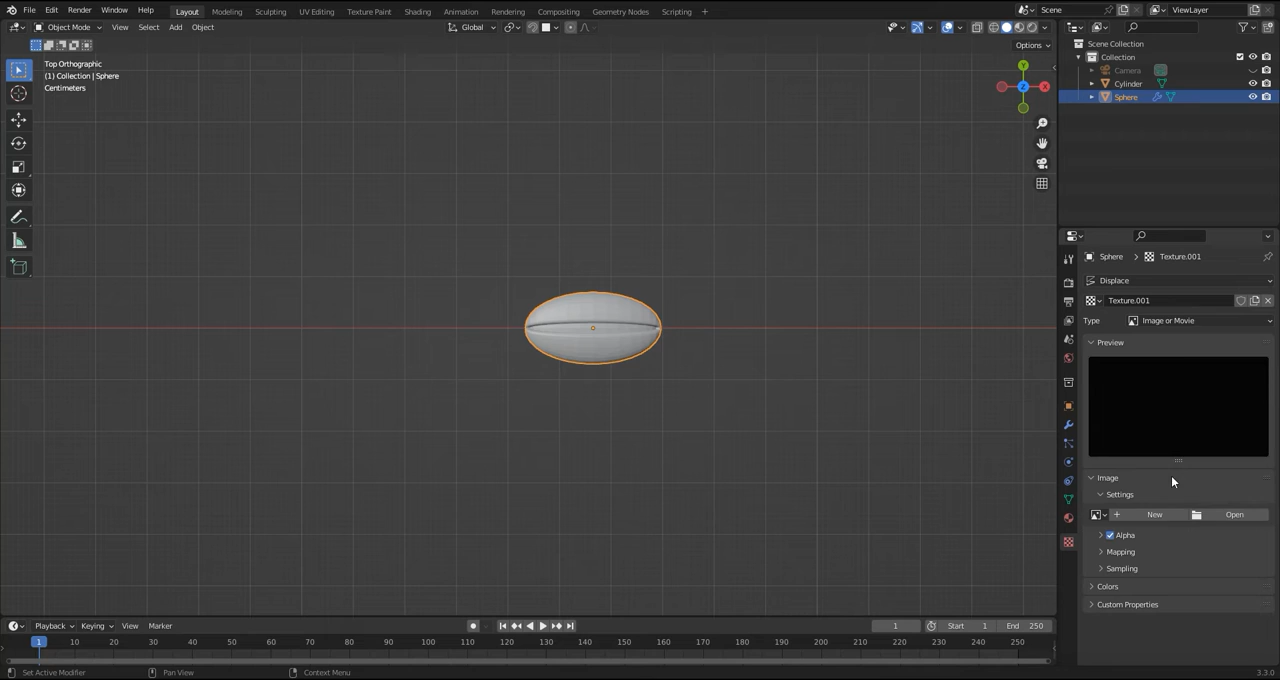 File Edit Render Window Help Layout Modeling Sculpting UV Editing Texture Paint Shading Animation Rendering Compositing Geometry Nodes Scripting + Scene ViewLayer
Object Mode View Select Add Object Global
Options
Top Orthographic
(1) Collection | Sphere
Centimeters
Y
Z X
Scene Collection
Collection
Camera
Cylinder
Sphere
Sphere > Texture.001
Displace
Texture.001
Type Image or Movie
Preview
Image
Settings
+ New Open
Alpha
Mapping
Sampling
Colors
Custom Properties
Playback Keying View Marker 1 Start 1 End 250
1 10 20 30 40 50 60 70 80 90 100 110 120 130 140 150 160 170 180 190 200 210 220 230 240 250
Set Active Modifier Pan View Context Menu 3.3.0